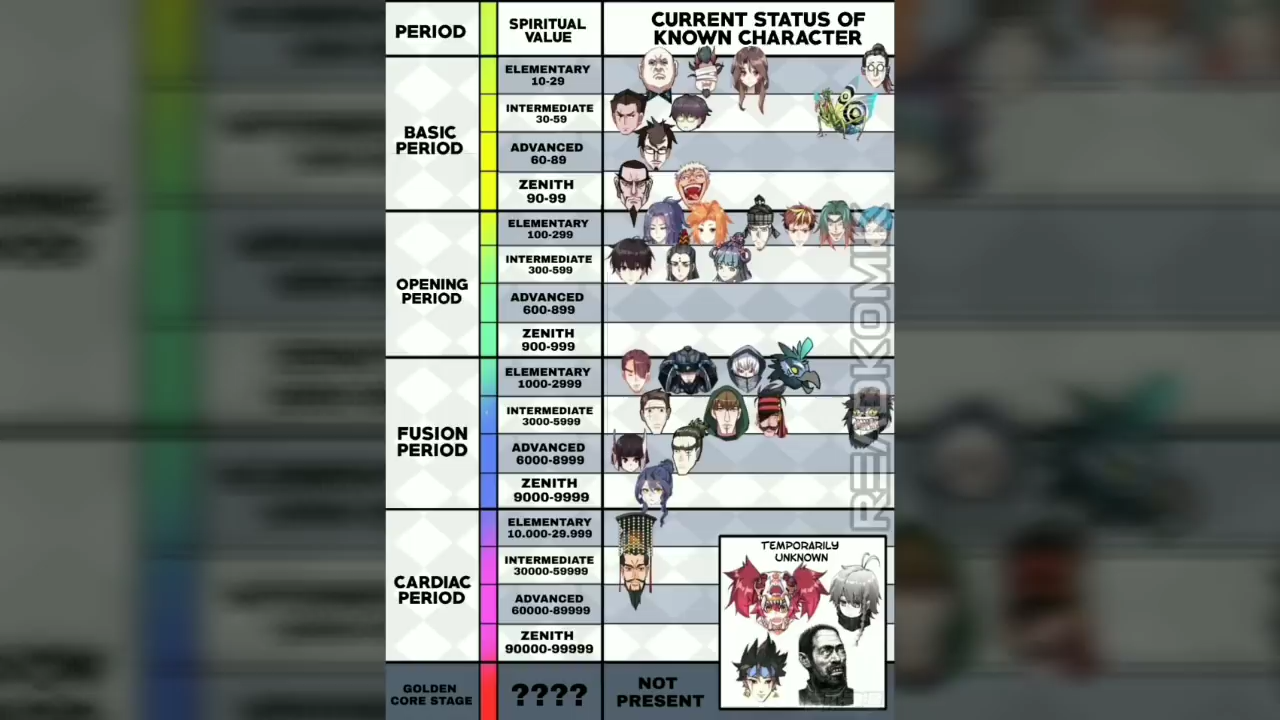 PERIOD
SPIRITUAL
VALUE
CURRENT STATUS OF
KNOWN CHARACTER
BASIC
PERIOD
ELEMENTARY
10-29
INTERMEDIATE
30-59
ADVANCED
60-89
ZENITH
90-99
OPENING
PERIOD
ELEMENTARY
100-299
INTERMEDIATE
300-599
ADVANCED
600-899
ZENITH
900-999
FUSION
PERIOD
ELEMENTARY
1000-2999
INTERMEDIATE
3000-5999
ADVANCED
6000-8999
ZENITH
9000-9999
CARDIAC
PERIOD
ELEMENTARY
10.000-29.999
INTERMEDIATE
30000-59999
ADVANCED
60000-89999
ZENITH
90000-99999
TEMPORARILY
UNKNOWN
GOLDEN
CORE STAGE
????
NOT
PRESENT